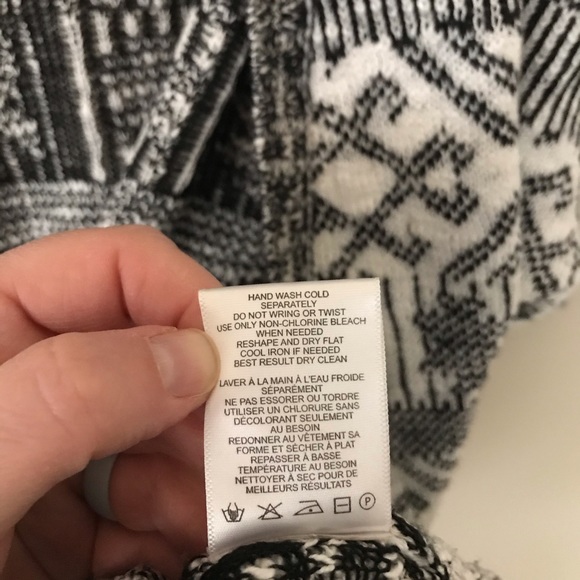 HAND WASH COLD
SEPARATELY
DO NOT WRING OR TWIST
USE ONLY NON-CHLORINE BLEACH
WHEN NEEDED
RESHAPE AND DRY FLAT
COOL IRON IF NEEDED
BEST RESULT DRY CLEAN
LAVER À LA MAIN À L'EAU FROIDE
SÉPARÉMENT
NE PAS ESSORER OU TORDRE
UTILISER UN CHLORURE SANS
DÉCOLORANT SEULEMENT
AU BESOIN
REDONNER AU VÊTEMENT SA
FORME ET SÈCHER À PLAT
REPASSER À BASSE
TEMPÉRATURE AU BESOIN
NETTOYER À SEC POUR DE
MEILLEURS RÉSULTATS
P